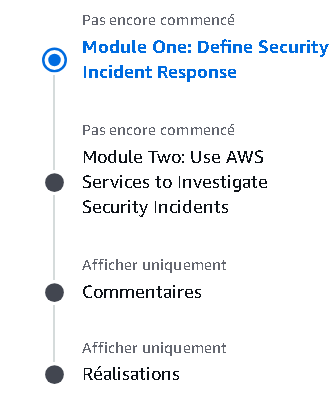 Pas encore commencé
Module One: Define Security
Incident Response
Pas encore commencé
Module Two: Use AWS
Services to Investigate
Security Incidents
Afficher uniquement
Commentaires
Afficher uniquement
Réalisations